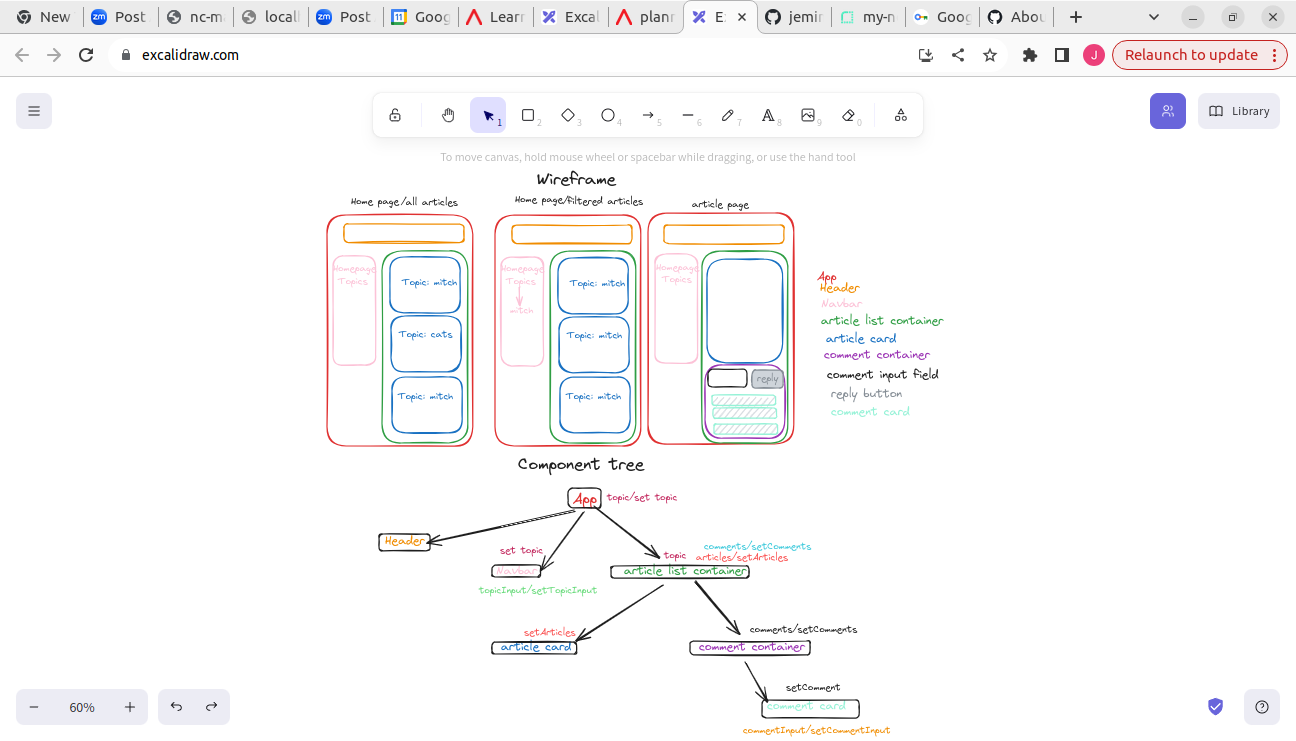 New
Post
nc-m
local
Post
Goog
Lear
Excal
plann
E
jemi
my-n
Goog
Abou
excalidraw.com
J
Relaunch to update
1
2
3
4
5
6
7
8
9
0
Library
To move canvas, hold mouse wheel or spacebar while dragging, or use the hand tool
Wireframe
Home page/all articles
Home page/filtered articles
article page
Homepage
Topics
Topic: mitch
Topic: cats
Topic: mitch
Homepage
Topics
mitch
Topic: mitch
Topic: mitch
Topic: mitch
Homepage
Topics
reply
App
Header
Navbar
article list container
article card
comment container
comment input field
reply button
comment card
Component tree
App
topic/set topic
Header
set topic
Navbar
topicInput/setTopicInput
comments/setComments
topic
articles/setArticles
article list container
setArticles
article card
comments/setComments
comment container
setComment
comment card
commentInput/setCommentInput
60%